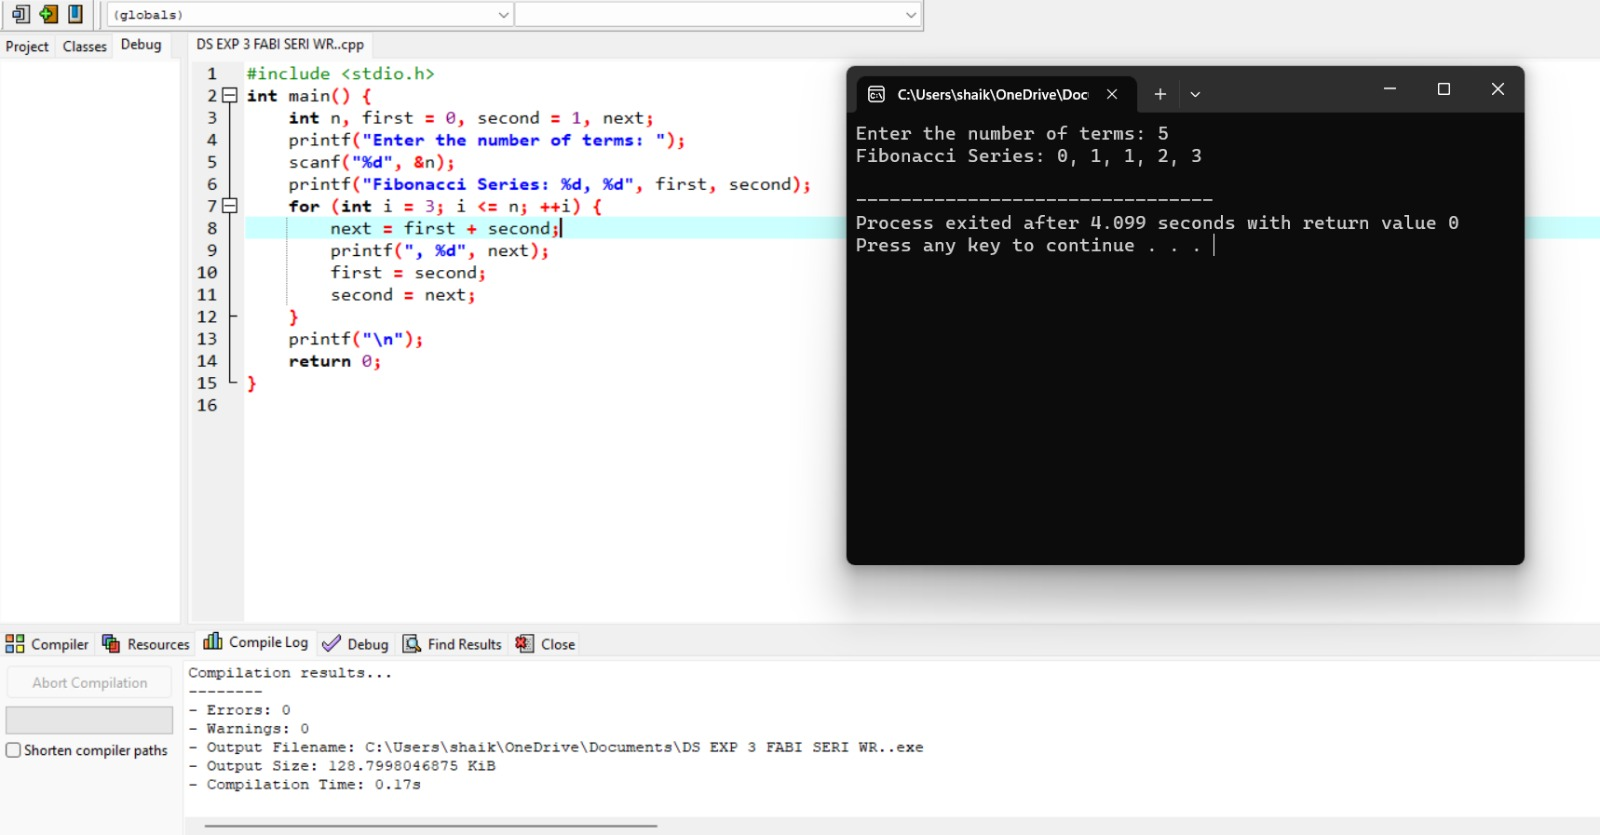 (globals)
Project Classes Debug
DS EXP 3 FABI SERI WR..cpp
1 #include <stdio.h>
2 int main() {
3 int n, first = 0, second = 1, next;
4 printf("Enter the number of terms: ");
5 scanf("%d", &n);
6 printf("Fibonacci Series: %d, %d", first, second);
7 for (int i = 3; i <= n; ++i) {
8 next = first + second;
9 printf(", %d", next);
10 first = second;
11 second = next;
12 }
13 printf("\n");
14 return 0;
15 }
16
C:\Users\shaik\OneDrive\Doc
Enter the number of terms: 5
Fibonacci Series: 0, 1, 1, 2, 3
--------------------------------
Process exited after 4.099 seconds with return value 0
Press any key to continue . . .
Compiler Resources Compile Log Debug Find Results Close
Abort Compilation
Shorten compiler paths
Compilation results...
--------
- Errors: 0
- Warnings: 0
- Output Filename: C:\Users\shaik\OneDrive\Documents\DS EXP 3 FABI SERI WR..exe
- Output Size: 128.7998046875 KiB
- Compilation Time: 0.17s